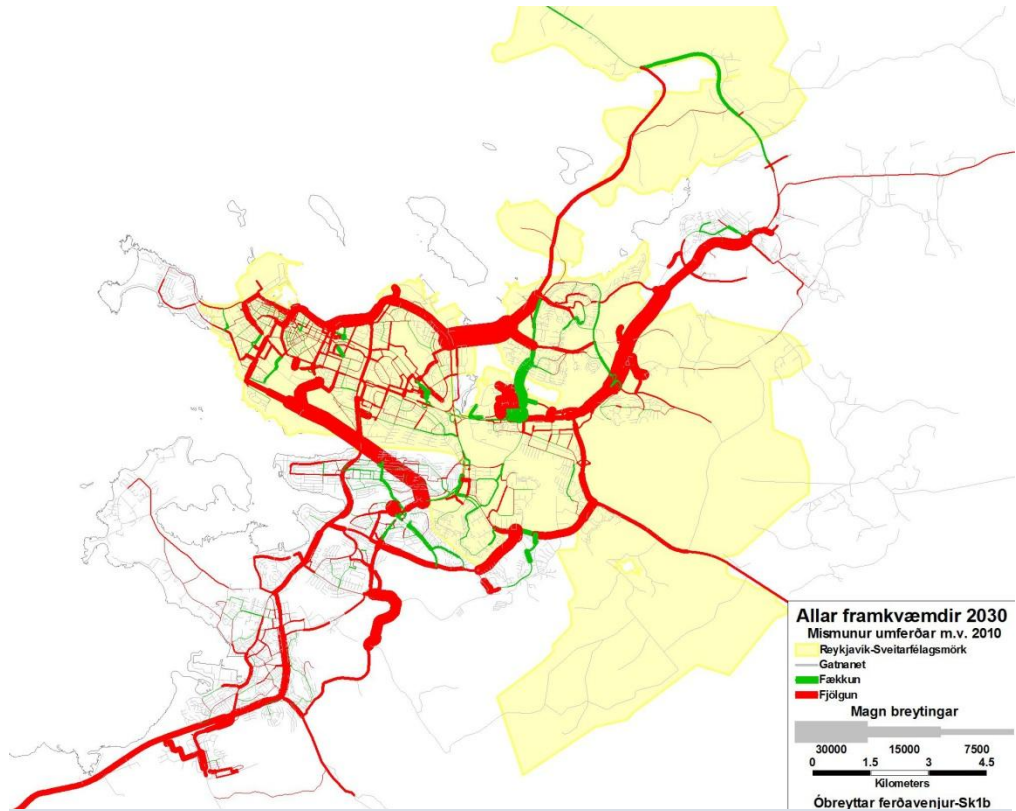 Allar framkvæmdir 2030
Mismunur umferðar m.v. 2010
Reykjavik-Sveitarfélagsmörk
Gatnanet
Fækkun
Fjölgun
Magn breytingar
30000 15000 7500
0 1.5 3 4.5
Kilometers
Óbreyttar ferðavenjur-Sk1b